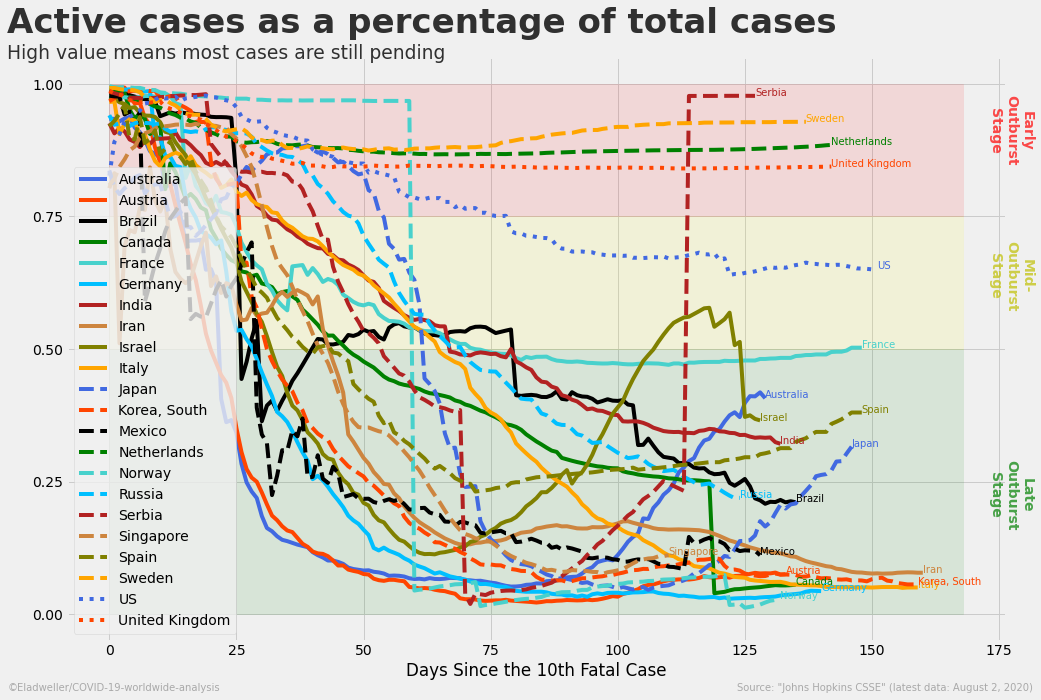 Active cases as a percentage of total cases
High value means most cases are still pending
1.00
0.75
0.50
0.25
0.00
Australia
Austria
Brazil
Canada
France
Germany
India
Iran
Israel
Italy
Japan
Korea, South
Mexico
Netherlands
Norway
Russia
Serbia
Singapore
Spain
Sweden
US
United Kingdom
Serbia
Sweden
Netherlands
United Kingdom
US
France
Australia
Spain
Israel
India
Japan
Russia
Brazil
Singapore
Mexico
Austria
Iran
Canada
Korea, South
Italy
Germany
Norway
Early
Outburst
Stage
Mid-
Outburst
Stage
Late
Outburst
Stage
0
25
50
75
100
125
150
175
Days Since the 10th Fatal Case
©Eladweller/COVID-19-worldwide-analysis
Source: "Johns Hopkins CSSE" (latest data: August 2, 2020)